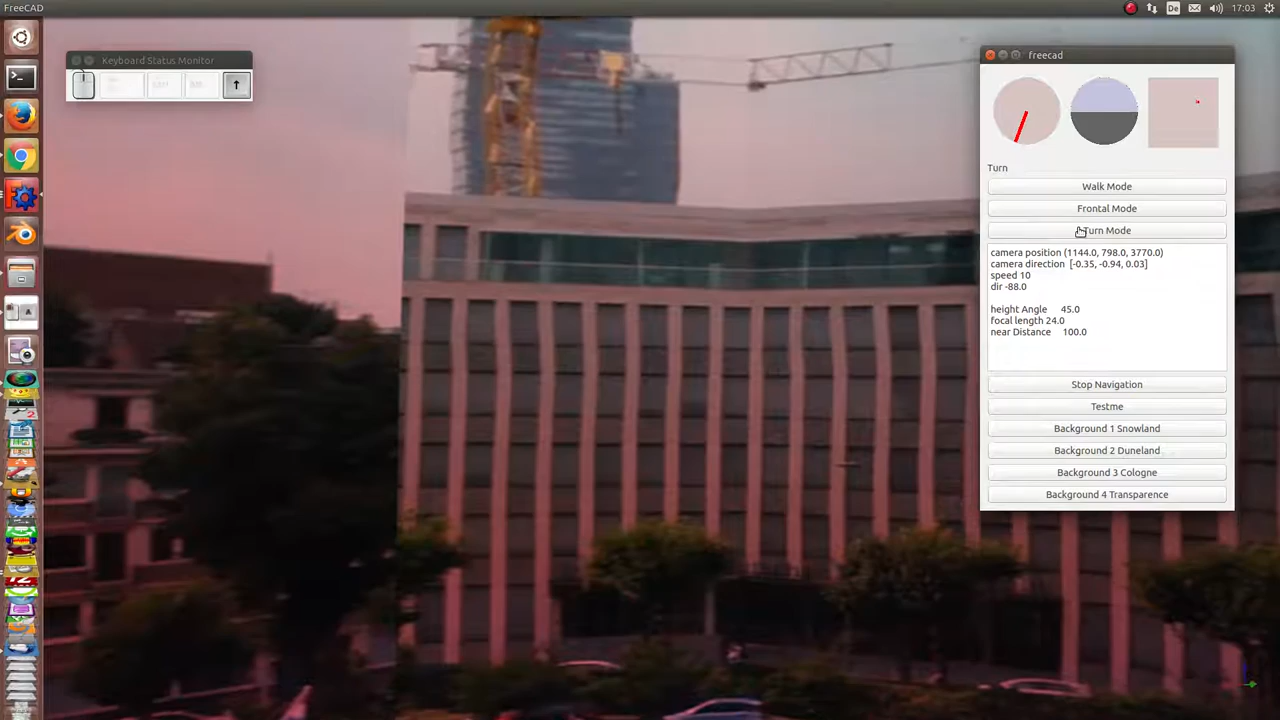 FreeCAD
De
17:03
Keyboard Status Monitor
freecad
Turn
Walk Mode
Frontal Mode
Turn Mode
camera position (1144.0, 798.0, 3770.0)
camera direction [-0.35, -0.94, 0.03]
speed 10
dir -88.0
height Angle 45.0
focal length 24.0
near Distance 100.0
Stop Navigation
Testme
Background 1 Snowland
Background 2 Duneland
Background 3 Cologne
Background 4 Transparence